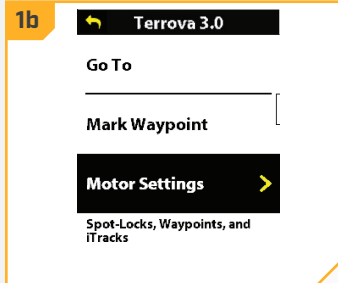 1b
Terrova 3.0
Go To
Mark Waypoint
Motor Settings
Spot-Locks, Waypoints, and
iTracks